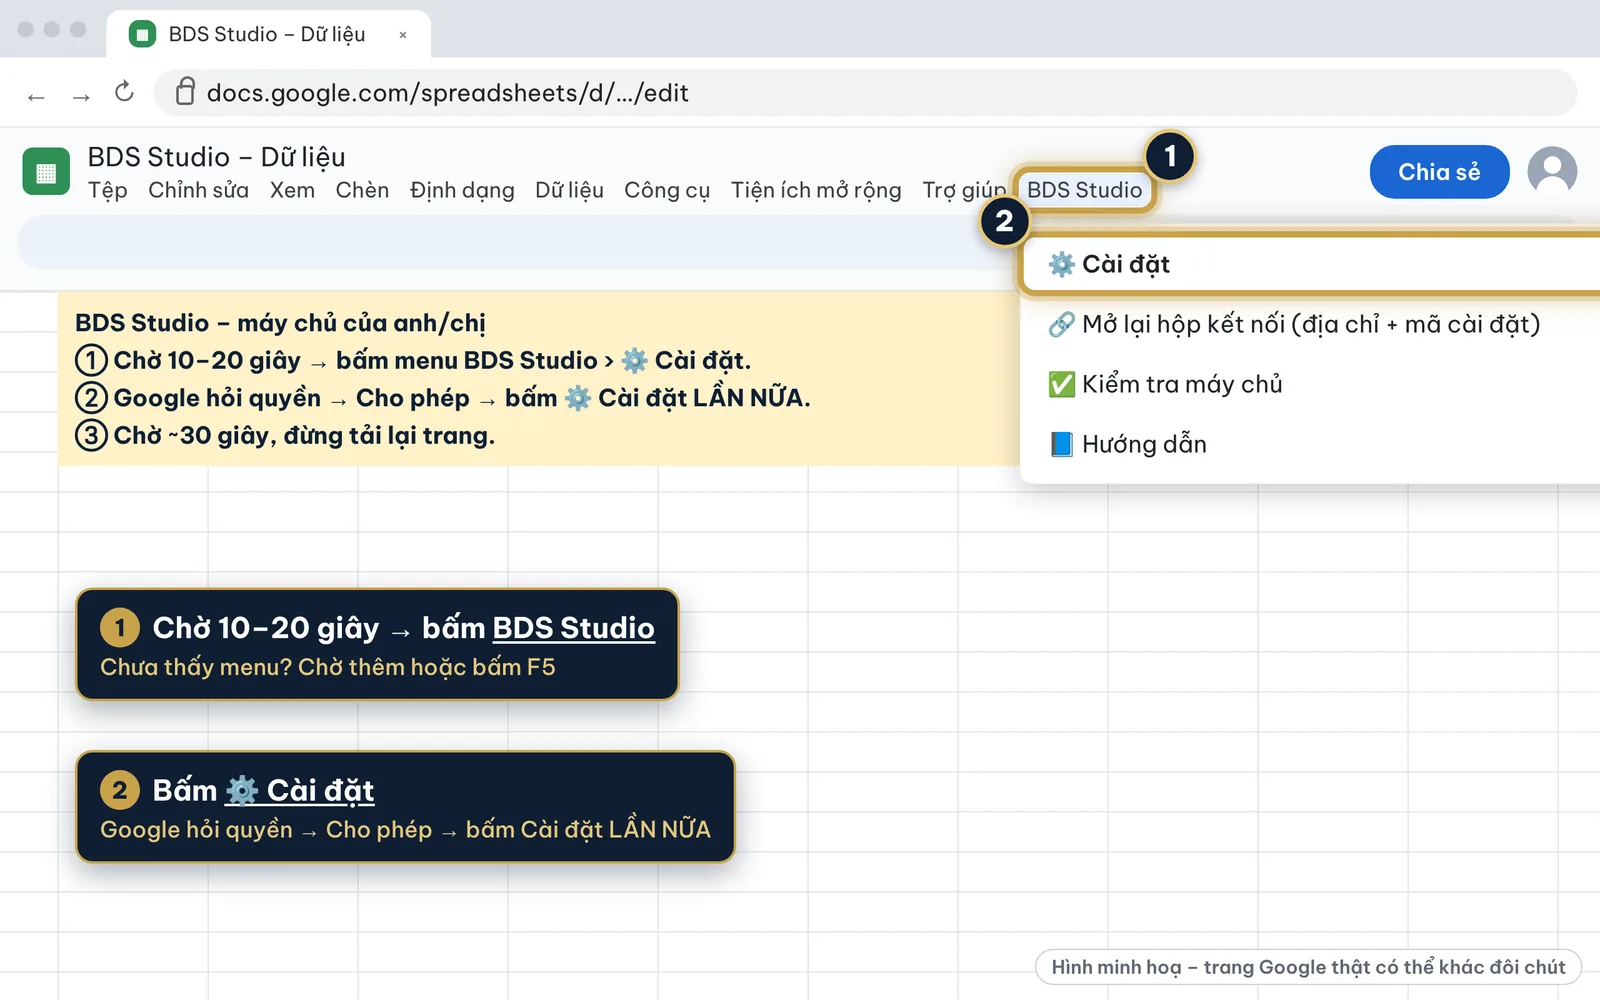 BDS Studio – Dữ liệu ×
docs.google.com/spreadsheets/d/.../edit
BDS Studio – Dữ liệu
Tệp Chỉnh sửa Xem Chèn Định dạng Dữ liệu Công cụ Tiện ích mở rộng Trợ giúp BDS Studio
1
Chia sẻ
2
⚙️ Cài đặt
🔗 Mở lại hộp kết nối (địa chỉ + mã cài đặt)
✅ Kiểm tra máy chủ
📘 Hướng dẫn
BDS Studio – máy chủ của anh/chị
① Chờ 10–20 giây → bấm menu BDS Studio › ⚙️ Cài đặt.
② Google hỏi quyền → Cho phép → bấm ⚙️ Cài đặt LẦN NỮA.
③ Chờ ~30 giây, đừng tải lại trang.
1 Chờ 10–20 giây → bấm BDS Studio
Chưa thấy menu? Chờ thêm hoặc bấm F5
2 Bấm ⚙️ Cài đặt
Google hỏi quyền → Cho phép → bấm Cài đặt LẦN NỮA
Hình minh hoạ – trang Google thật có thể khác đôi chút